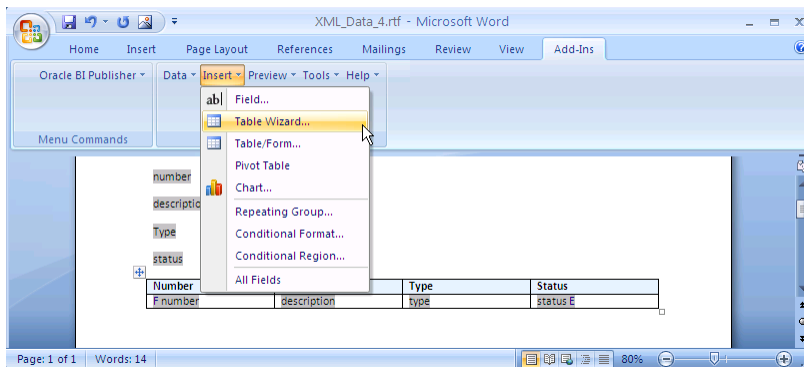 XML_Data_4.rtf - Microsoft Word
Home Insert Page Layout References Mailings Review View Add-Ins
Oracle BI Publisher Data Insert Preview Tools Help
ab Field...
Table Wizard...
Menu Commands Table/Form...
Pivot Table
number
Chart...
descriptio
Repeating Group...
Type Conditional Format...
status Conditional Region...
All Fields
Number Type Status
F number description type status E
Page: 1 of 1 Words: 14 80%